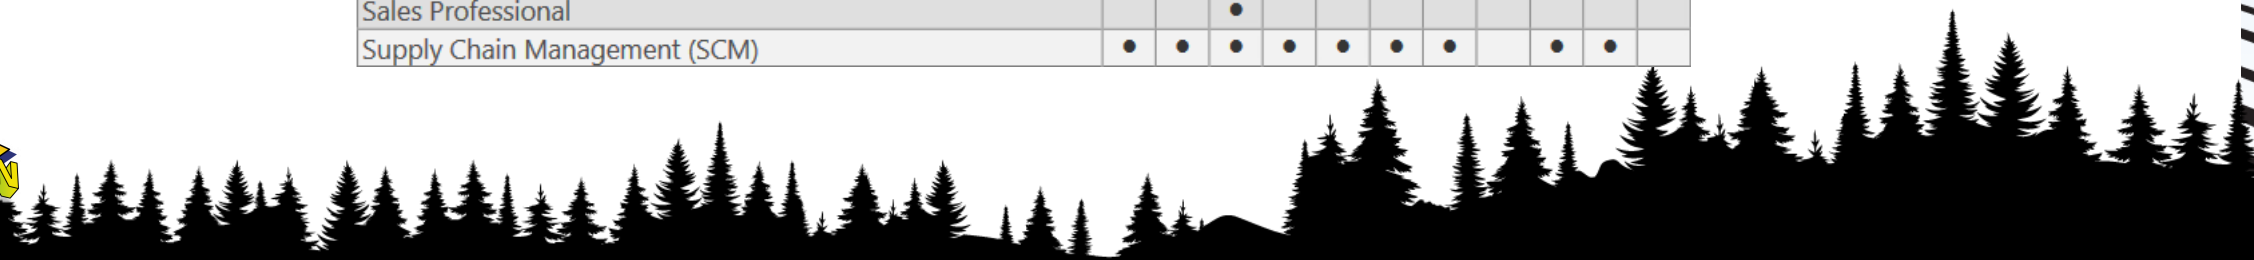 Sales Professional •
Supply Chain Management (SCM) • • • • • • • • •